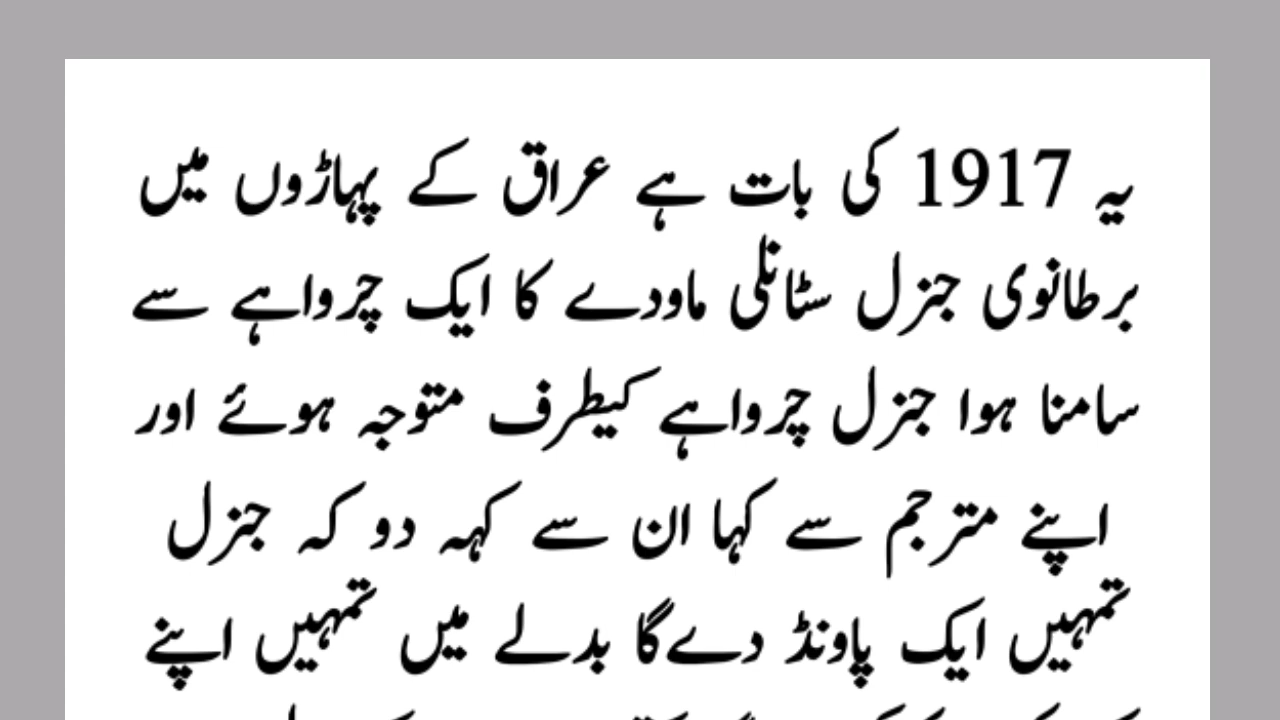 یہ 1917 کی بات ہے عراق کے پہاڑوں میں
برطانوی جنرل سٹانلی ماودے کا ایک چرواہے سے
سامنا ہوا جنرل چرواہے کیطرف متوجہ ہوئے اور
اپنے مترجم سے کہا ان سے کہہ دو کہ جنرل
تمہیں ایک پاونڈ دےگا بدلے میں تمہیں اپنے